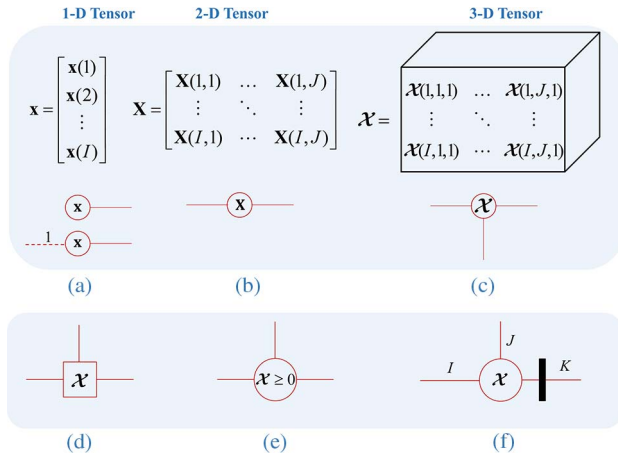 1-D Tensor 2-D Tensor 3-D Tensor
x = [x(1) x(2) ⋮ x(I)]
X = [X(1,1) … X(1,J)
⋮ ⋱ ⋮
X(I,1) … X(I,J)]
𝓧 =
𝓧(1,1,1) … 𝓧(1,J,1)
⋮ ⋱ ⋮
𝓧(I,1,1) … 𝓧(I,J,1)
x X 𝓧
1 x
(a) (b) (c)
𝓧 𝓧 ≥ 0 I J 𝓧 K
(d) (e) (f)